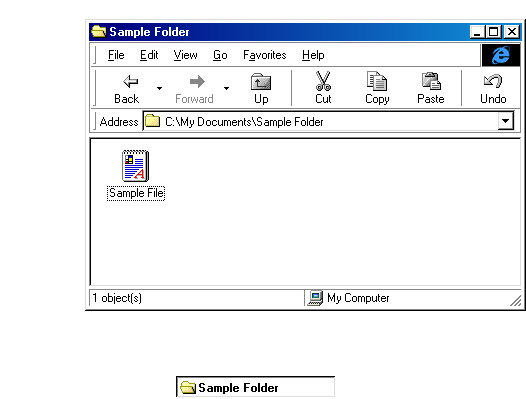 Sample Folder
File Edit View Go Favorites Help
Back Forward Up Cut Copy Paste Undo
Address C:\My Documents\Sample Folder
Sample File
1 object(s) My Computer
Sample Folder